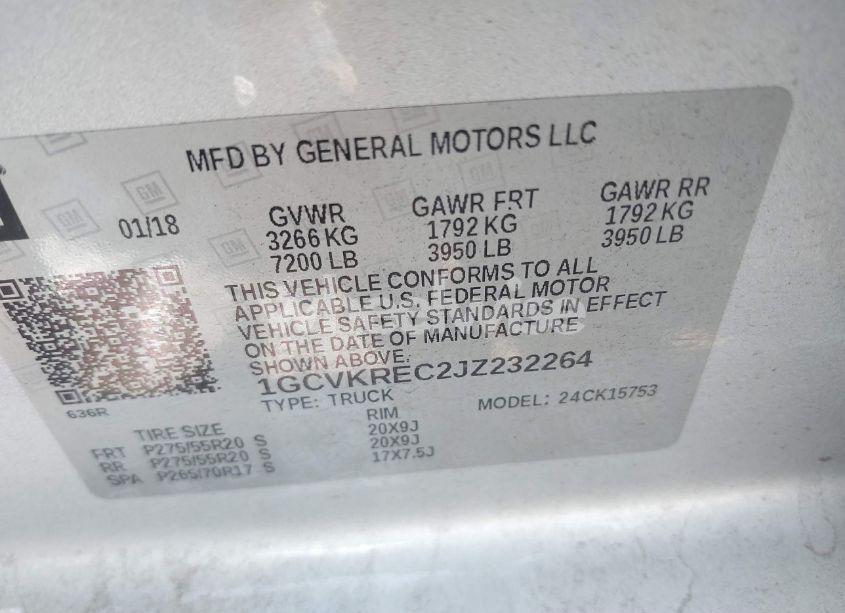 MFD BY GENERAL MOTORS LLC
01/18
GVWR
3266 KG
7200 LB
GAWR FRT
1792 KG
3950 LB
GAWR RR
1792 KG
3950 LB
THIS VEHICLE CONFORMS TO ALL
APPLICABLE U.S. FEDERAL MOTOR
VEHICLE SAFETY STANDARDS IN EFFECT
ON THE DATE OF MANUFACTURE
SHOWN ABOVE.
1GCVKREC2JZ232264
TYPE: TRUCK
MODEL: 24CK15753
636R
TIRE SIZE RIM
FRT P275/55R20 S 20X9J
RR P275/55R20 S 20X9J
SPA P265/70R17 S 17X7.5J
GM
GM
GM